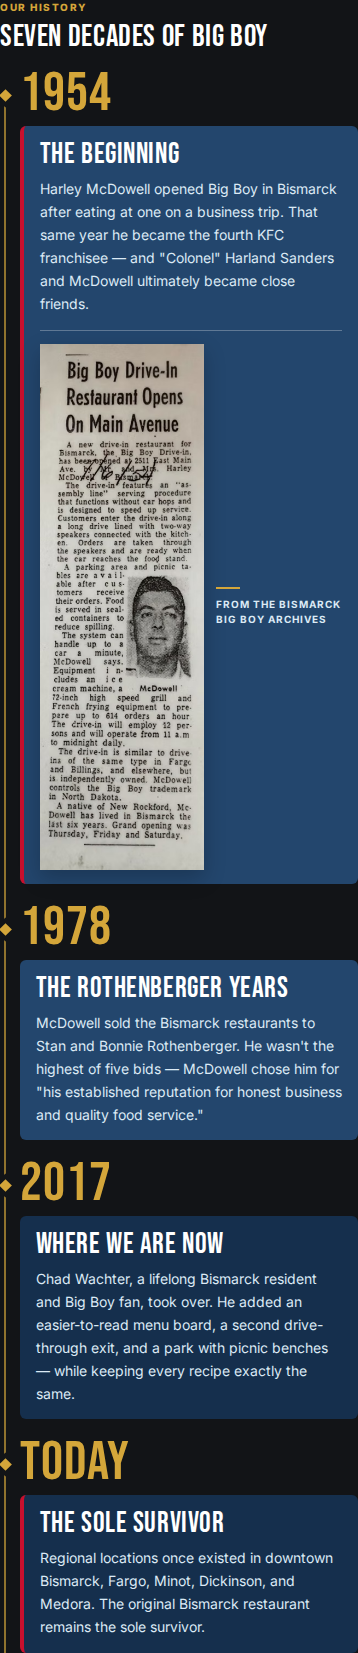 OUR HISTORY
SEVEN DECADES OF BIG BOY
1954
THE BEGINNING
Harley McDowell opened Big Boy in Bismarck
after eating at one on a business trip. That
same year he became the fourth KFC
franchisee — and "Colonel" Harland Sanders
and McDowell ultimately became close
friends.
Big Boy Drive-In
Restaurant Opens
On Main Avenue
A new drive-in restaurant for
Bismarck, the Big Boy Drive-In,
has been opened at 2511 East Main
Ave. by Mr. and Mrs. Harley
McDowell of Bismarck.
The drive-in features an "as-
sembly line" serving procedure
that functions without car hops and
is designed to speed up service.
Customers enter the drive-in along
a long drive lined with two-way
speakers connected with the kitch-
en. Orders are taken through
the speakers and are ready when
the car reaches the food stand.
A parking area and picnic ta-
bles are avail-
able after cus-
tomers receive
their orders. Food
is served in seal-
ed containers to
reduce spilling.
The system can
handle up to a
car a minute,
McDowell says.
Equipment in-
cludes an ice
cream machine, a
McDowell
72-inch high speed grill and
French frying equipment to pre-
pare up to 614 orders an hour.
The drive-in will employ 12 per-
sons and will operate from 11 a.m
to midnight daily.
The drive-in is similar to drive-
ins of the same type in Fargo
and Billings, and elsewhere, but
is independently owned. McDowell
controls the Big Boy trademark
in North Dakota.
A native of New Rockford, Mc-
Dowell has lived in Bismarck the
last six years. Grand opening was
Thursday, Friday and Saturday.
FROM THE BISMARCK
BIG BOY ARCHIVES
1978
THE ROTHENBERGER YEARS
McDowell sold the Bismarck restaurants to
Stan and Bonnie Rothenberger. He wasn't the
highest of five bids — McDowell chose him for
"his established reputation for honest business
and quality food service."
2017
WHERE WE ARE NOW
Chad Wachter, a lifelong Bismarck resident
and Big Boy fan, took over. He added an
easier-to-read menu board, a second drive-
through exit, and a park with picnic benches
— while keeping every recipe exactly the
same.
TODAY
THE SOLE SURVIVOR
Regional locations once existed in downtown
Bismarck, Fargo, Minot, Dickinson, and
Medora. The original Bismarck restaurant
remains the sole survivor.